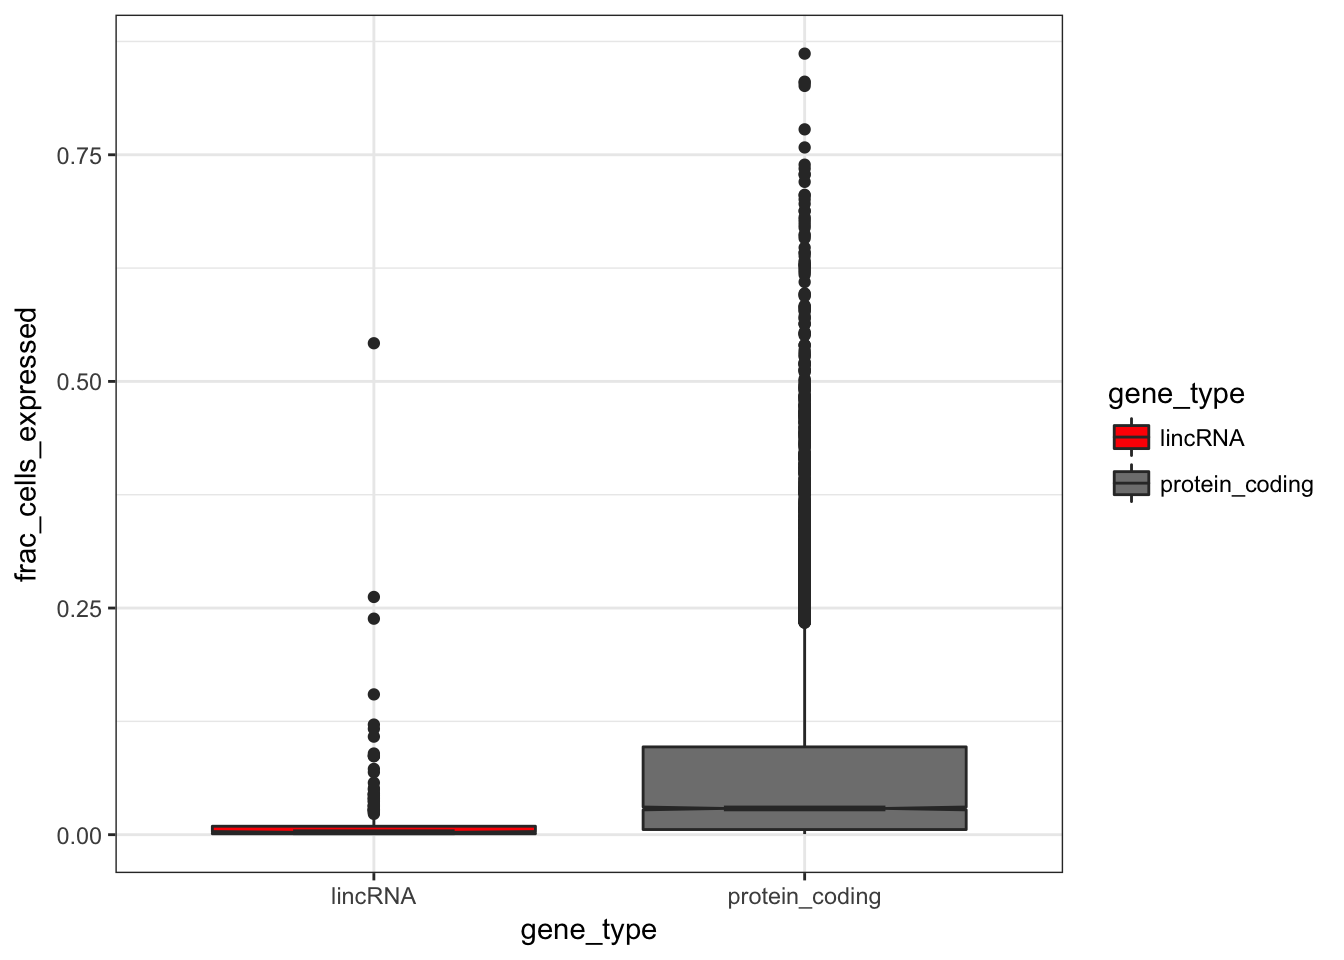 frac_cells_expressed
0.75
0.50
0.25
0.00
lincRNA
protein_coding
gene_type
gene_type
lincRNA
protein_coding